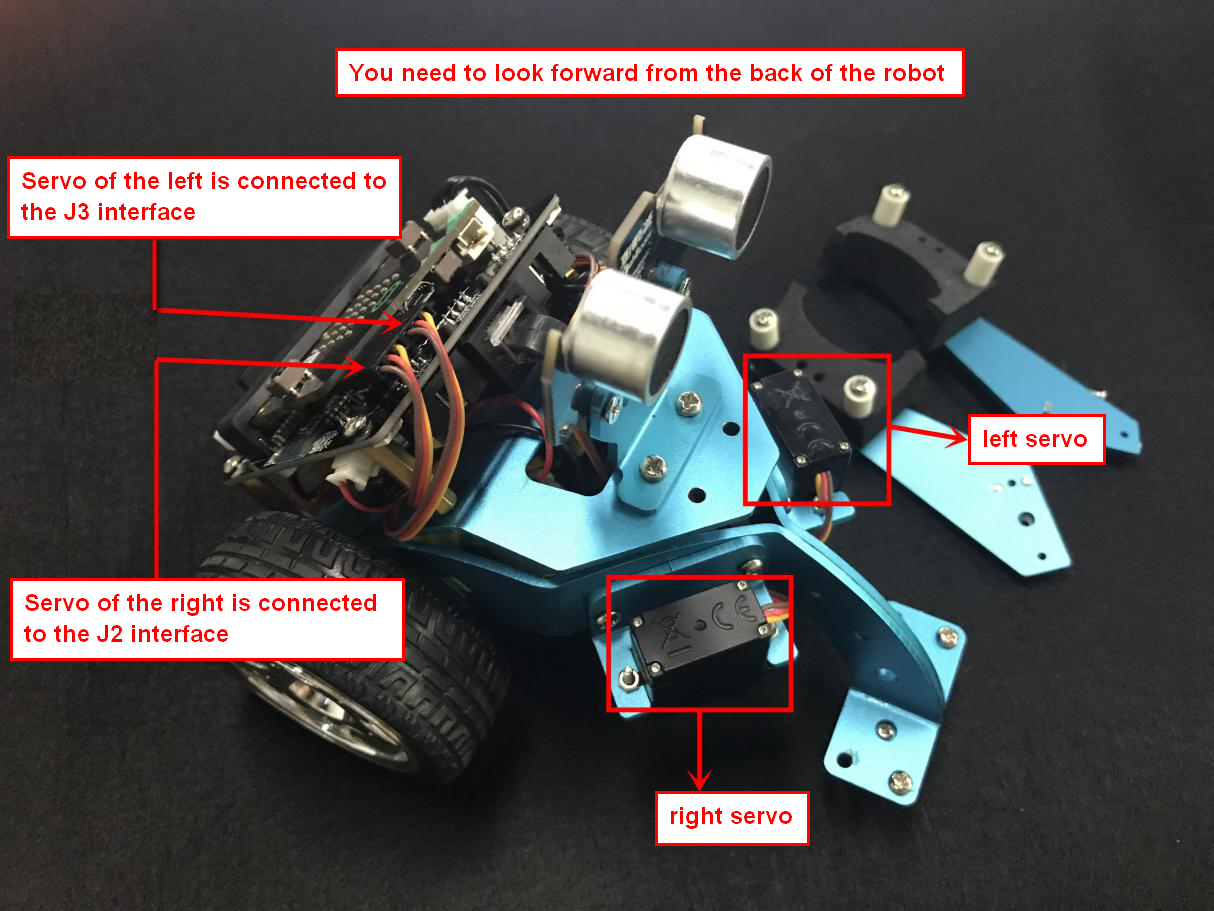 You need to look forward from the back of the robot
Servo of the left is connected to
the J3 interface
left servo
Servo of the right is connected
to the J2 interface
right servo